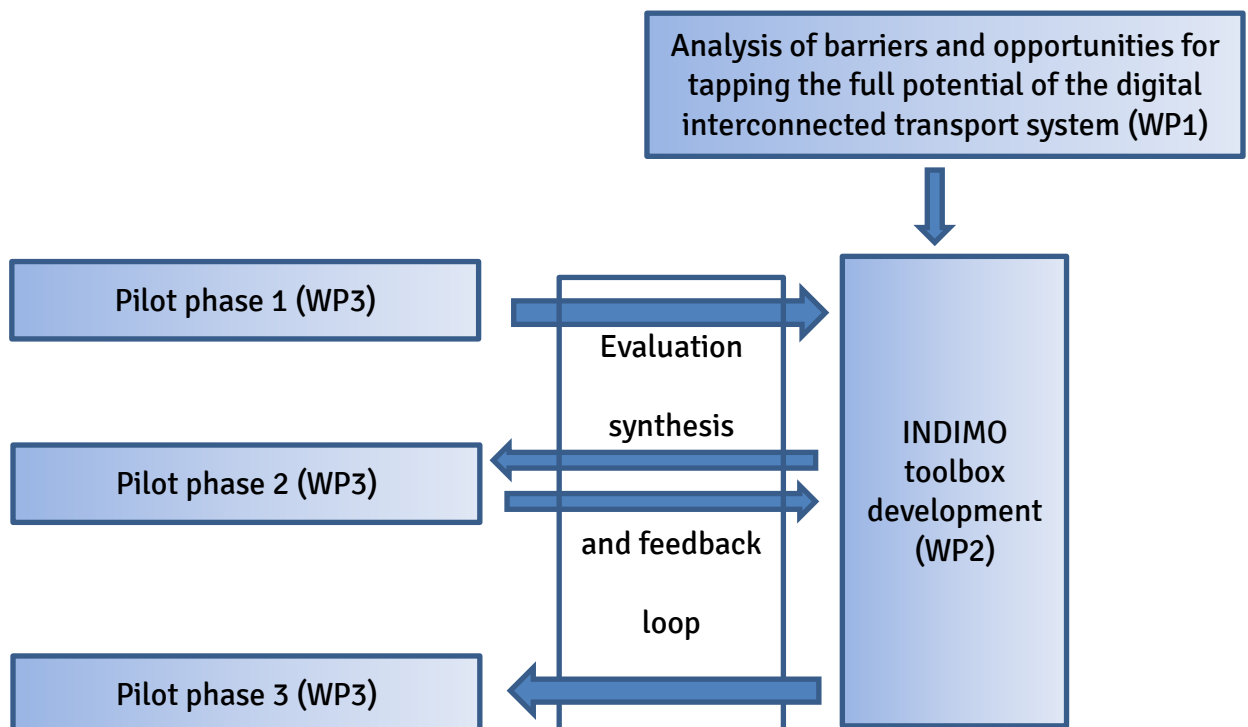 Analysis of barriers and opportunities for
tapping the full potential of the digital
interconnected transport system (WP1)
Pilot phase 1 (WP3)
Evaluation
synthesis
and feedback
loop
Pilot phase 2 (WP3)
INDIMO
toolbox
development
(WP2)
Pilot phase 3 (WP3)